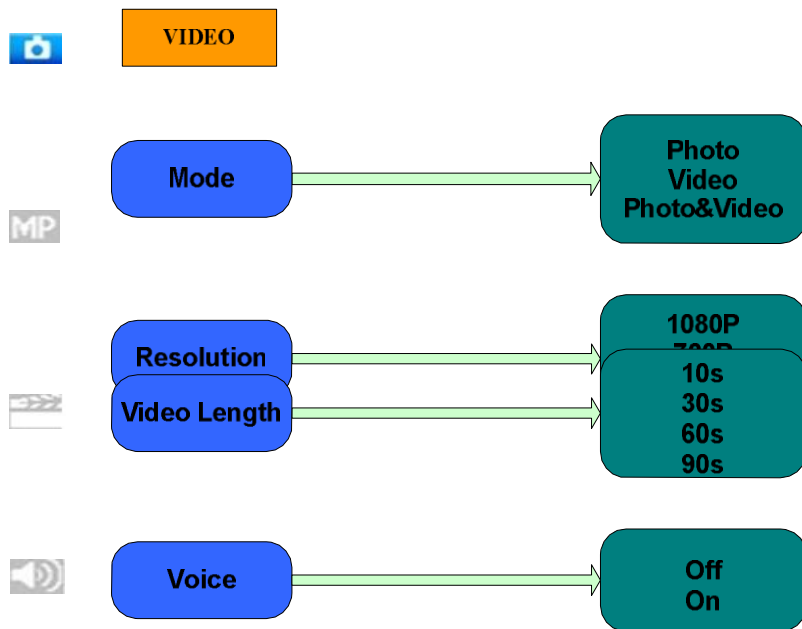 VIDEO
Mode
Photo
Video
Photo&Video
MP
Resolution
1080P
Video Length
10s
30s
60s
90s
Voice
Off
On